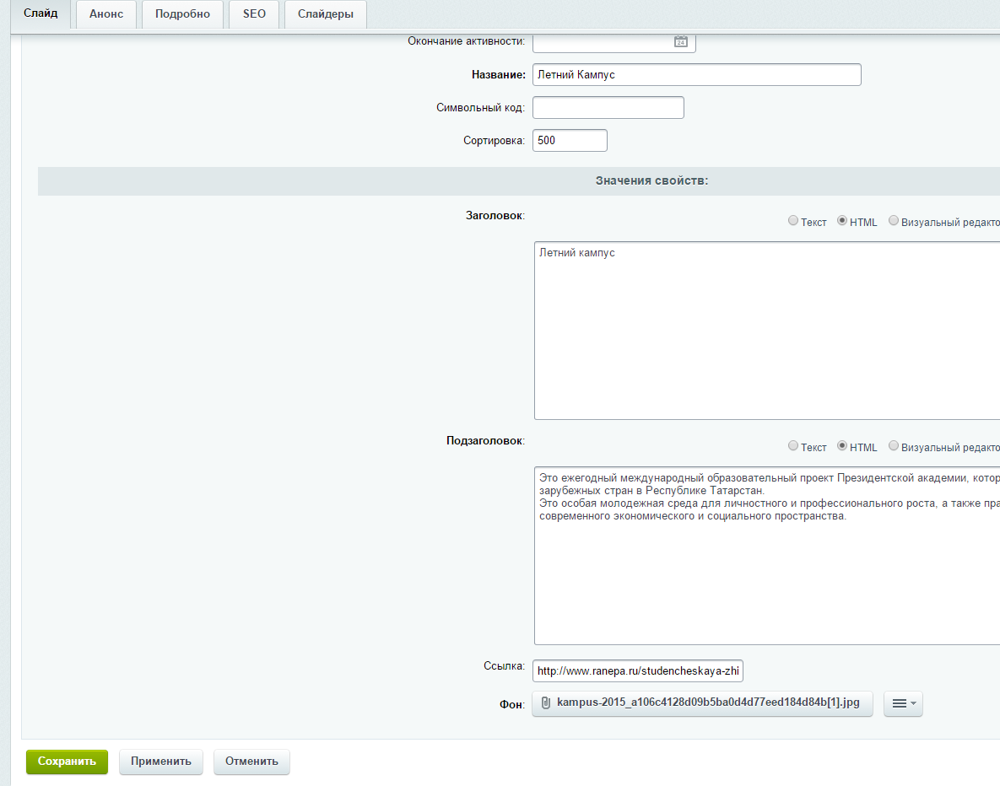 Слайд Анонс Подробно SEO Слайдеры
Окончание активности: 24
Название: Летний Кампус
Символьный код:
Сортировка: 500
Значения свойств:
Заголовок: Текст HTML Визуальный редакто
Летний кампус
Подзаголовок: Текст HTML Визуальный редакто
Это ежегодный международный образовательный проект Президентской академии, котор
зарубежных стран в Республике Татарстан.
Это особая молодежная среда для личностного и профессионального роста, а также пра
современного экономического и социального пространства.
Ссылка: http://www.ranepa.ru/studencheskaya-zhi
Фон: kampus-2015_a106c4128d09b5ba0d4d77eed184d84b[1].jpg
Сохранить Применить Отменить